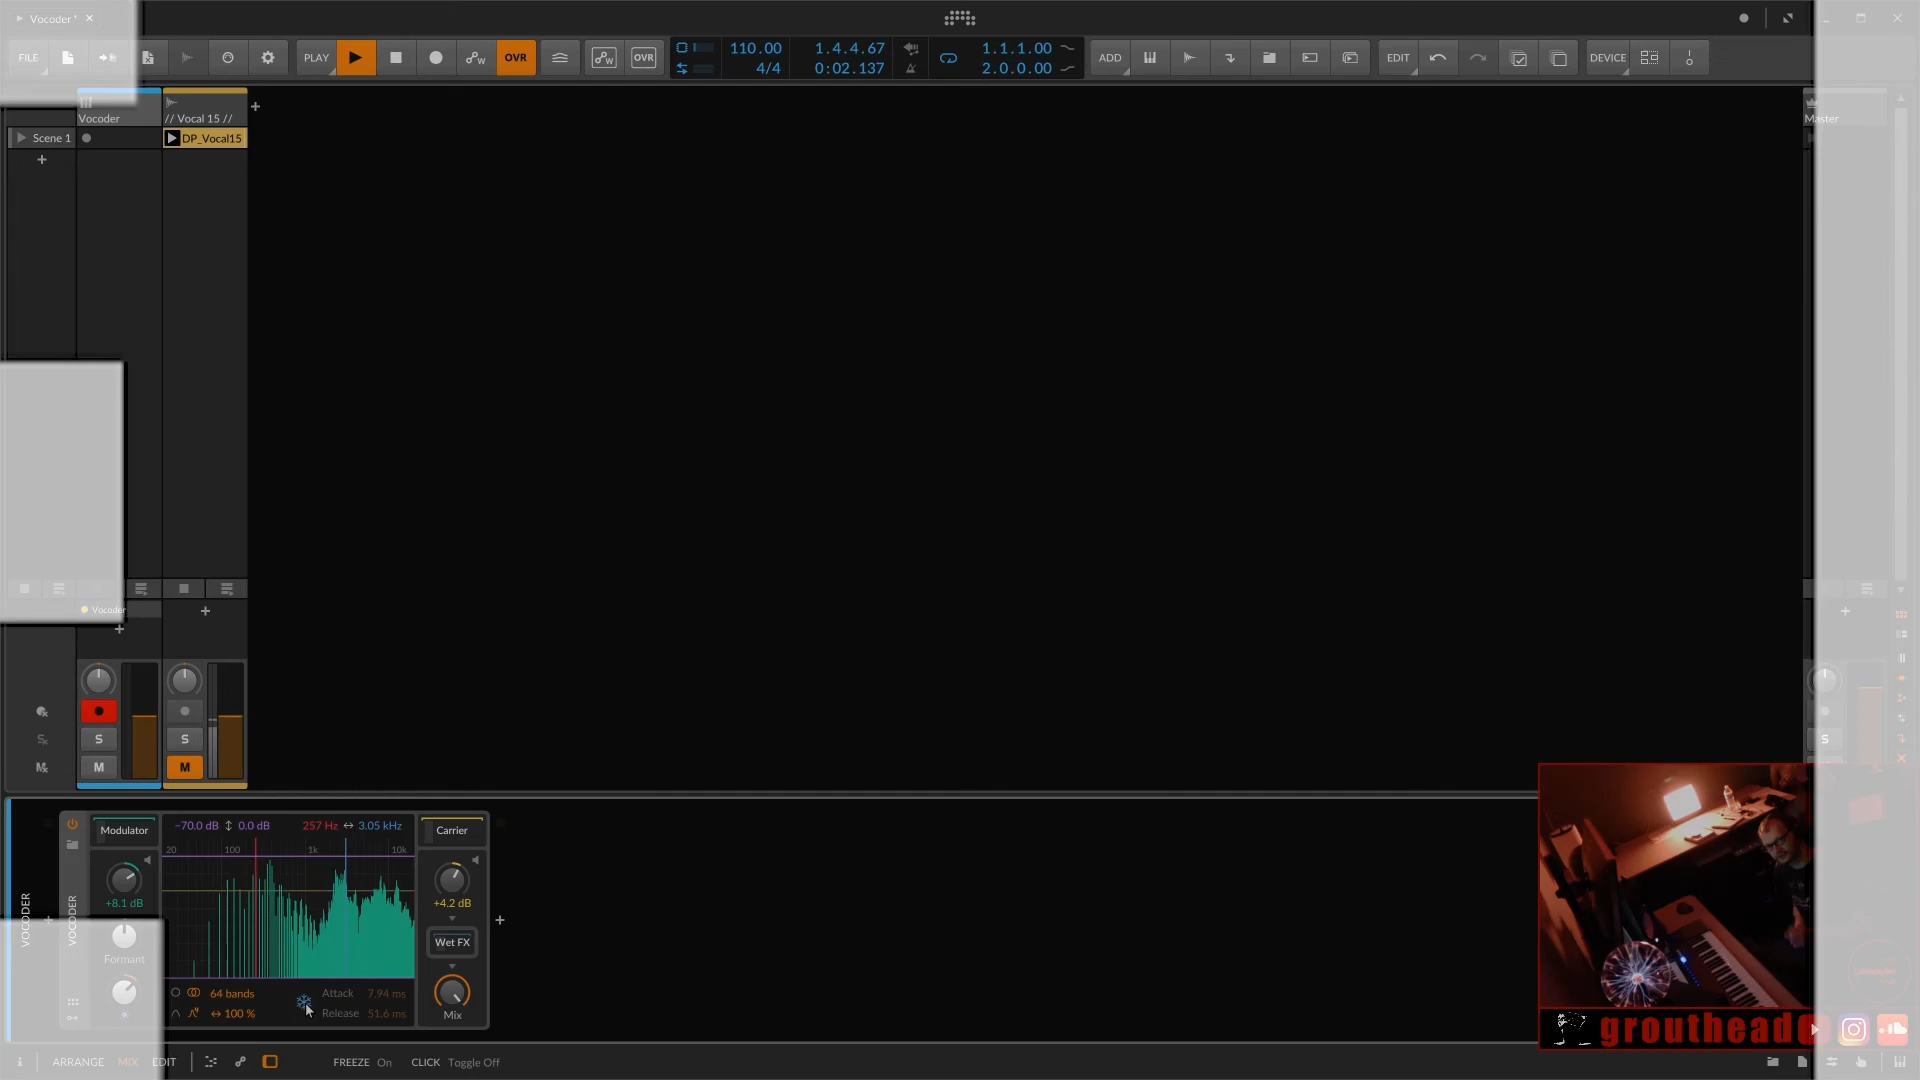 Vocoder*
FILE
PLAY
OVR
OVR
110.00
4/4
1.4.4.67
0:02.137
1.1.1.00
2.0.0.00
ADD
EDIT
DEVICE
Vocoder
// Vocal 15 //
Master
Scene 1
DP_Vocal15
Vocoder
S
S
S
M
M
VOCODER
VOCODER
Modulator
−70.0 dB
0.0 dB
257 Hz
3.05 kHz
Carrier
20
100
1k
10k
+8.1 dB
+4.2 dB
Wet FX
Formant
64 bands
100 %
Attack
7.94 ms
Release
51.6 ms
Mix
grouthead
ARRANGE
MIX
EDIT
FREEZE On
CLICK Toggle Off